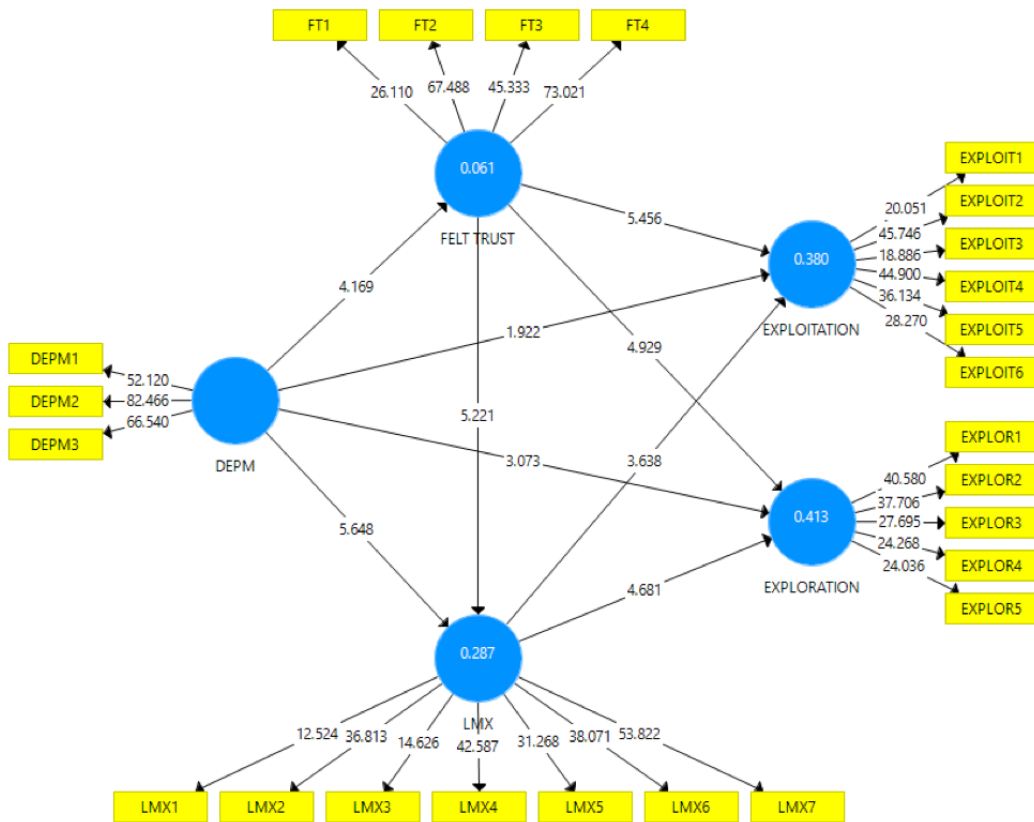 FT1 FT2 FT3 FT4
26.110 67.488 45.333 73.021
0.061
FELT TRUST
EXPLOIT1
EXPLOIT2
EXPLOIT3
EXPLOIT4
EXPLOIT5
EXPLOIT6
20.051
45.746
18.886
44.900
36.134
28.270
0.380
EXPLOITATION
5.456
4.169
1.922
4.929
DEPM1
DEPM2
DEPM3
52.120
82.466
66.540
DEPM
5.221
3.073
3.638
5.648
4.681
EXPLOR1
EXPLOR2
EXPLOR3
EXPLOR4
EXPLOR5
40.580
37.706
27.695
24.268
24.036
0.413
EXPLORATION
0.287
LMX
12.524 36.813 14.626 42.587 31.268 38.071 53.822
LMX1 LMX2 LMX3 LMX4 LMX5 LMX6 LMX7